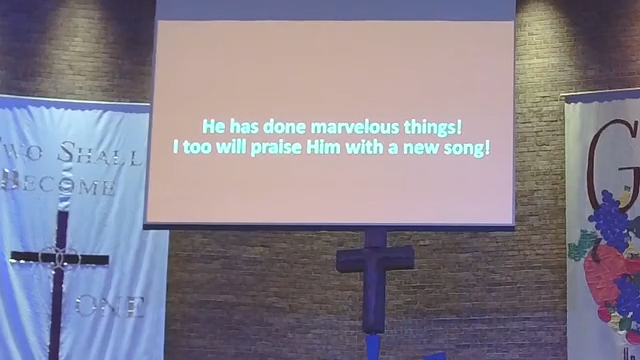 He has done marvelous things!
I too will praise Him with a new song!
TWO SHALL
BECOME
ONE
G